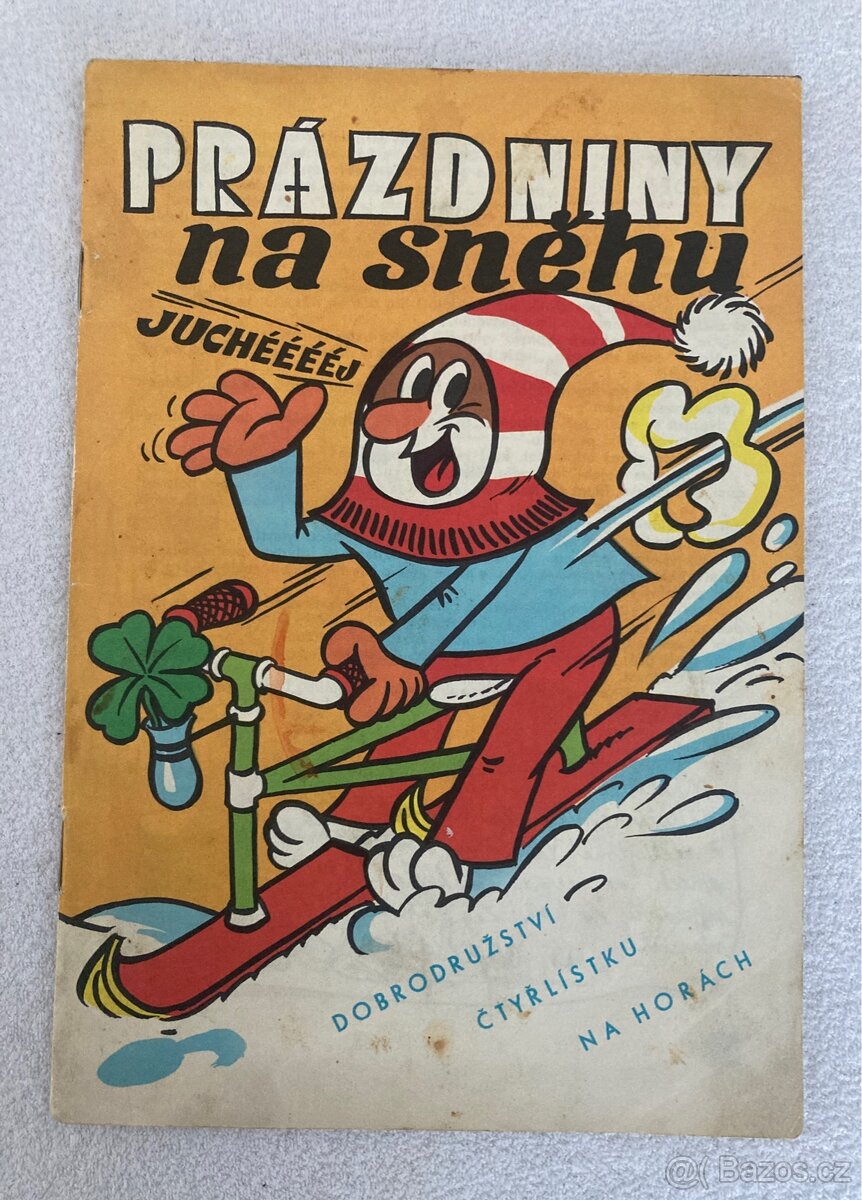 PRÁZDNINY
na sněhu
JUCHÉÉÉÉJ
DOBRODRUŽSTVÍ
ČTYŘLÍSTKU
NA HORÁCH
@( Bazos.cz